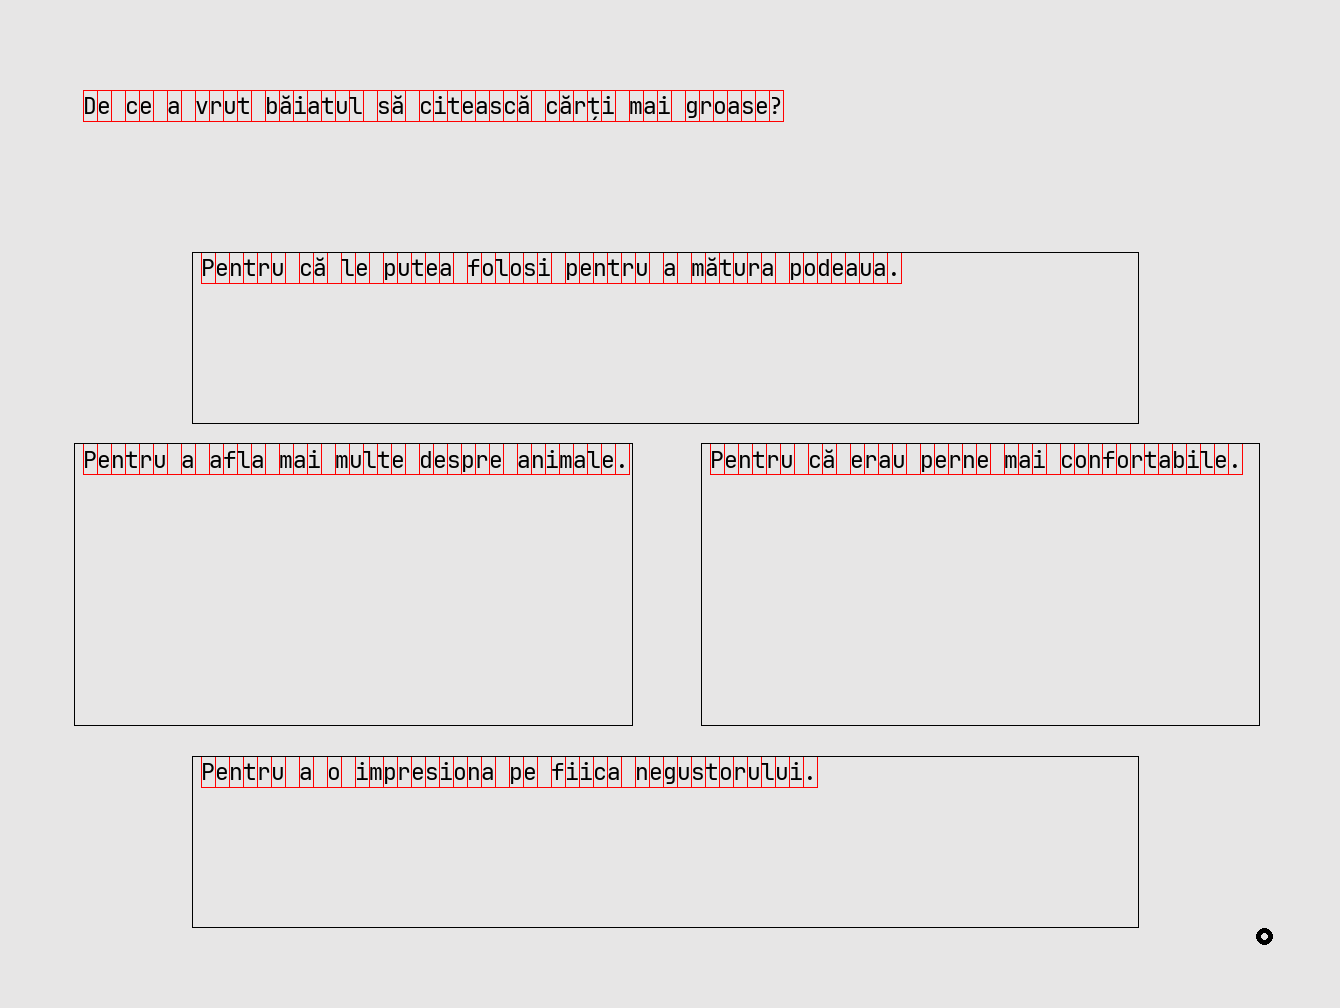 De ce a vrut băiatul să citească cărți mai groase?
Pentru că le putea folosi pentru a mătura podeaua.
Pentru a afla mai multe despre animale.
Pentru că erau perne mai confortabile.
Pentru a o impresiona pe fiica negustorului.